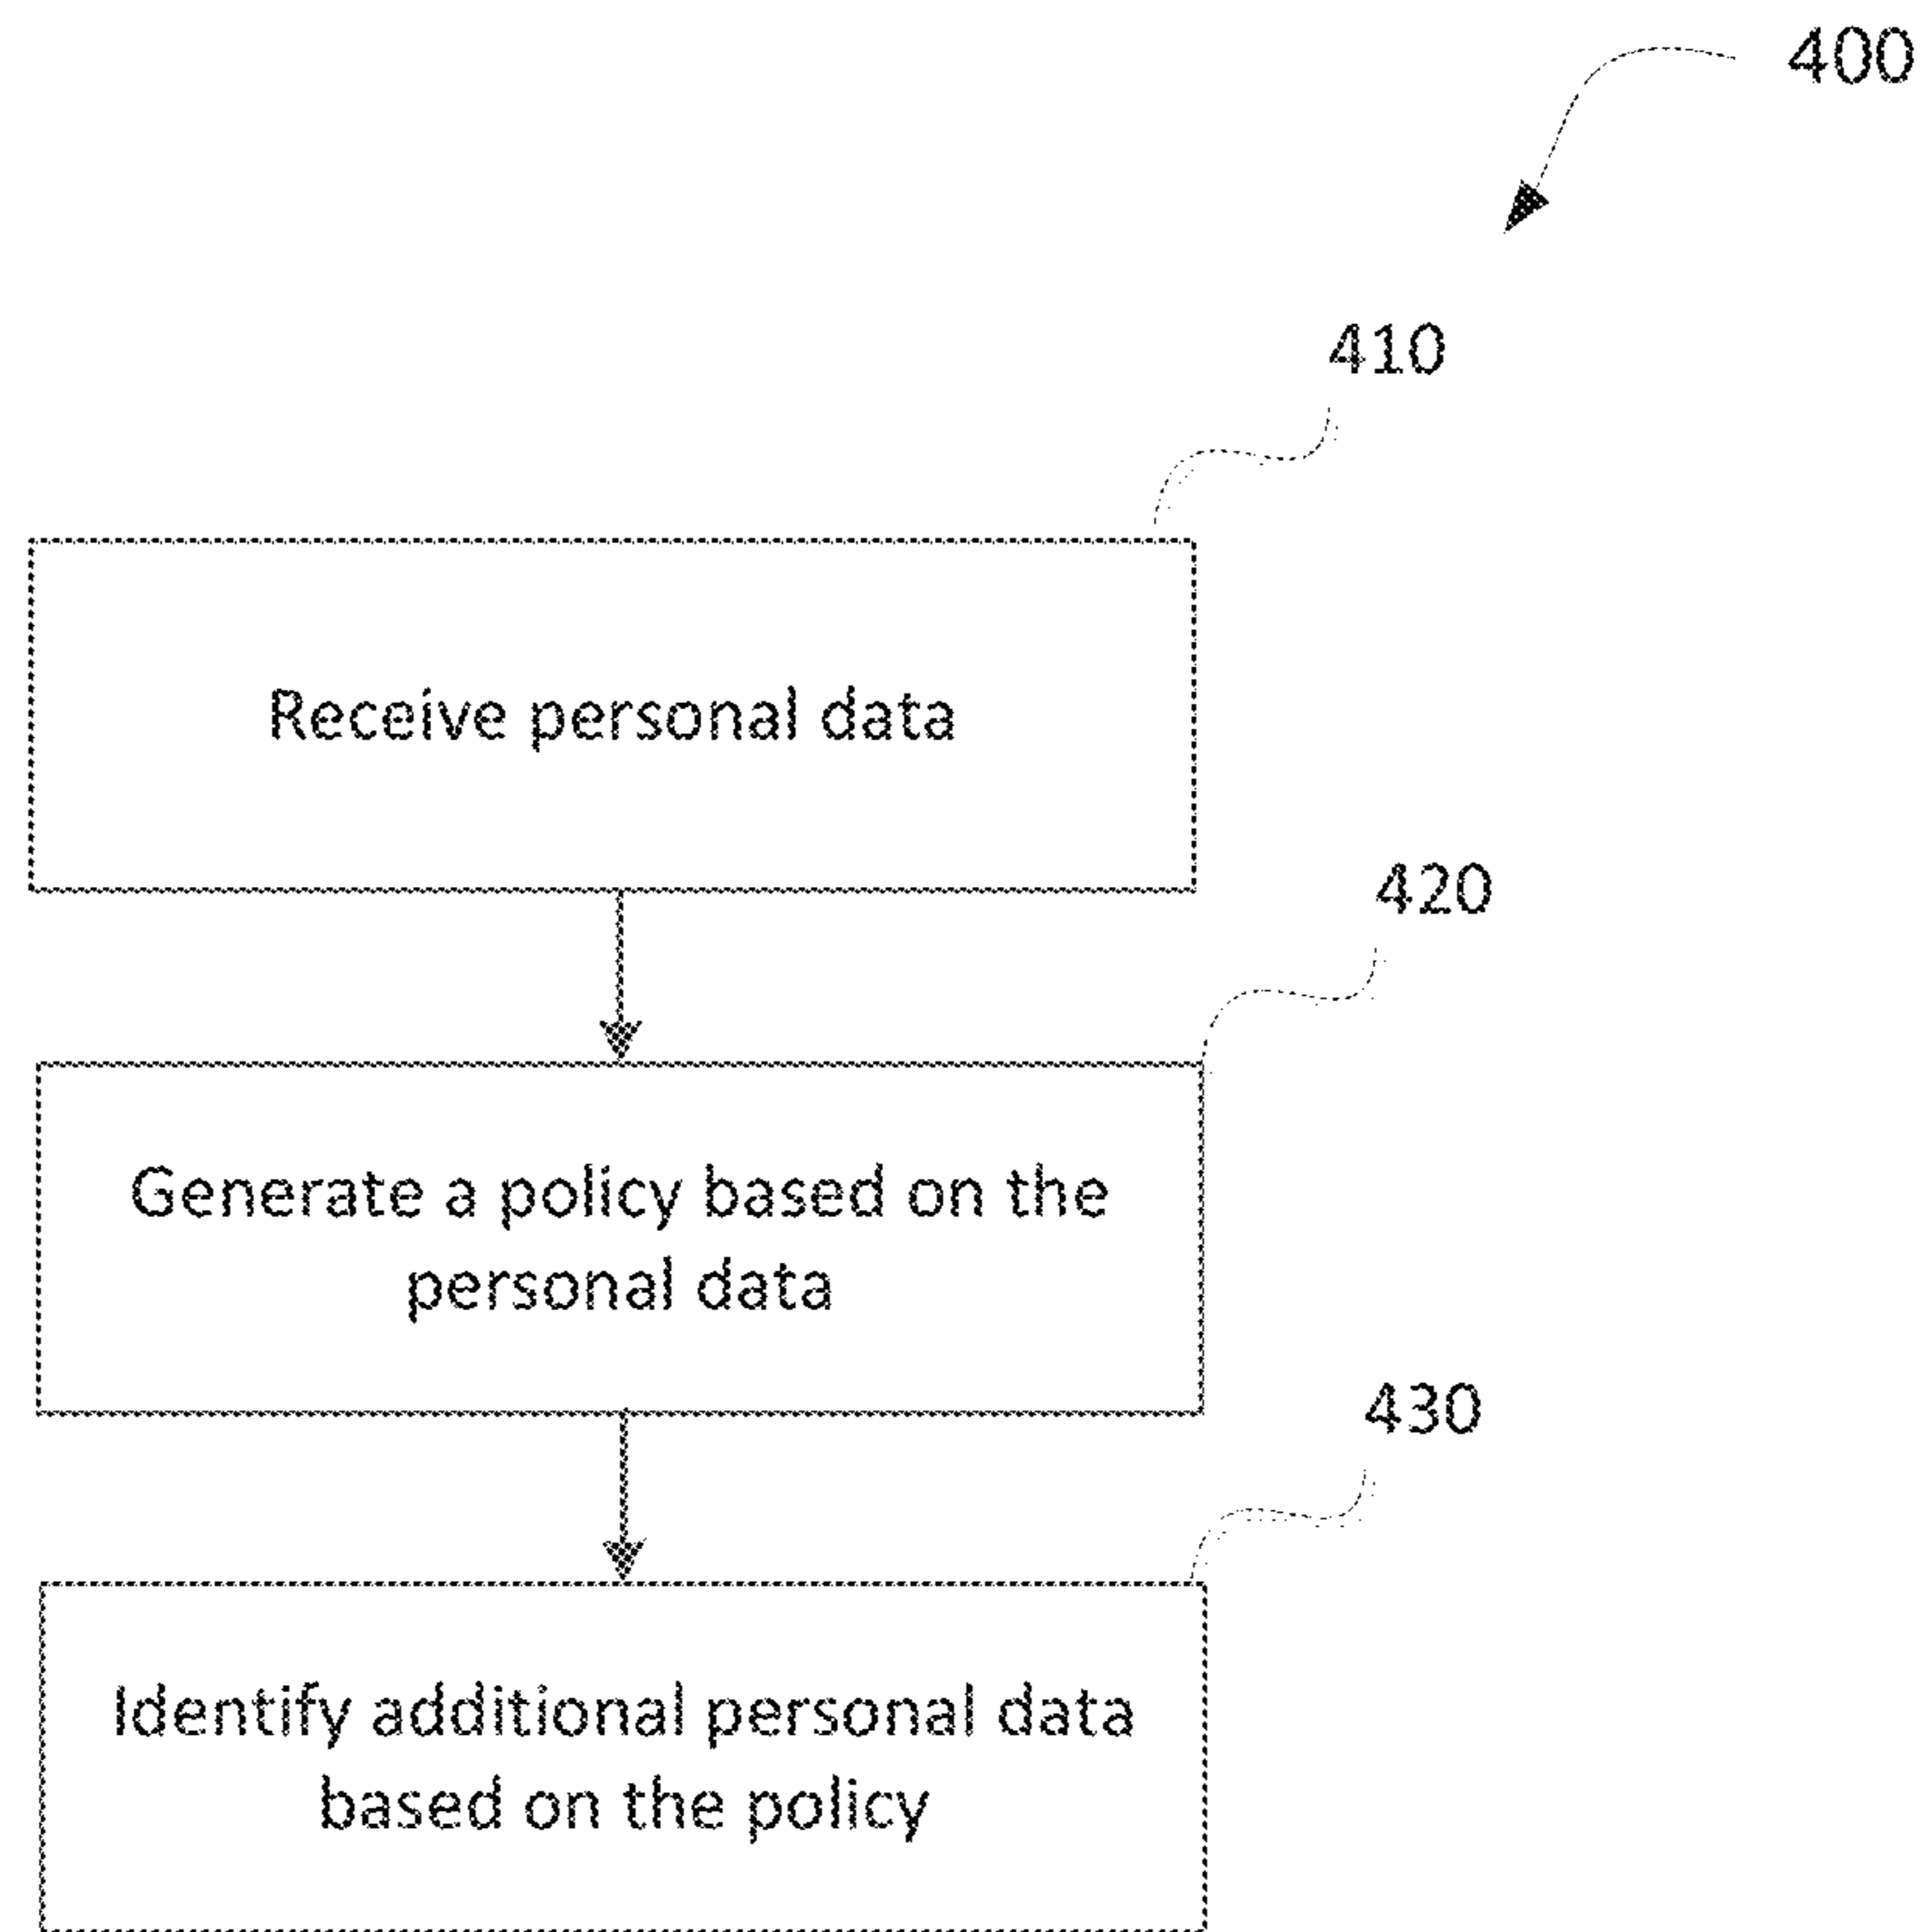 400
410
Receive personal data
420
Generate a policy based on the
personal data
430
Identify additional personal data
based on the policy